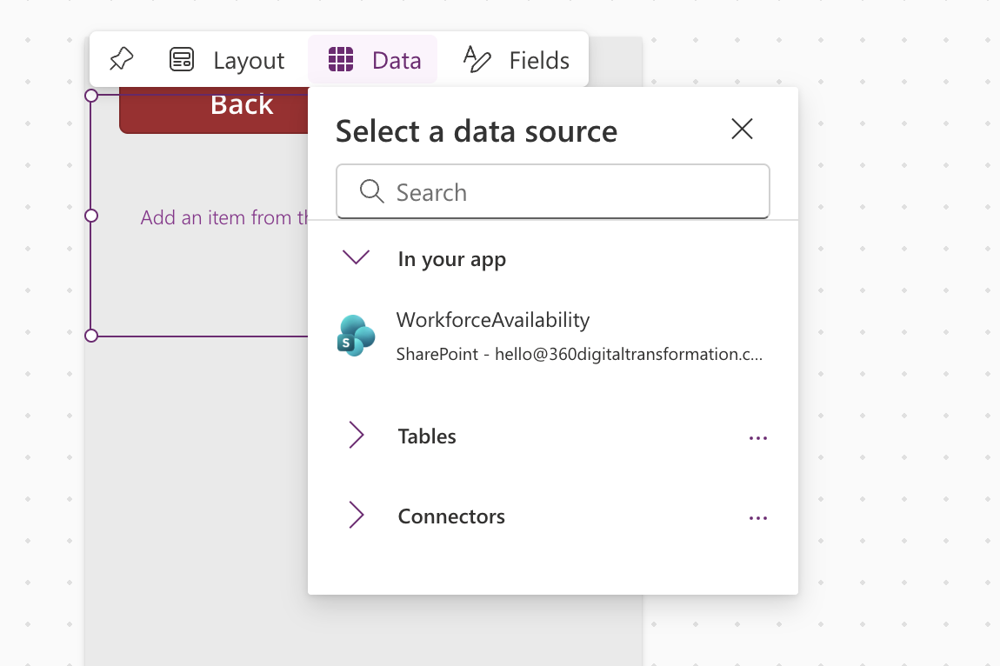 Layout
Data
Fields
Back
Select a data source
Search
Add an item from
In your app
WorkforceAvailability
SharePoint - hello@360digitaltransformation.c...
Tables
Connectors